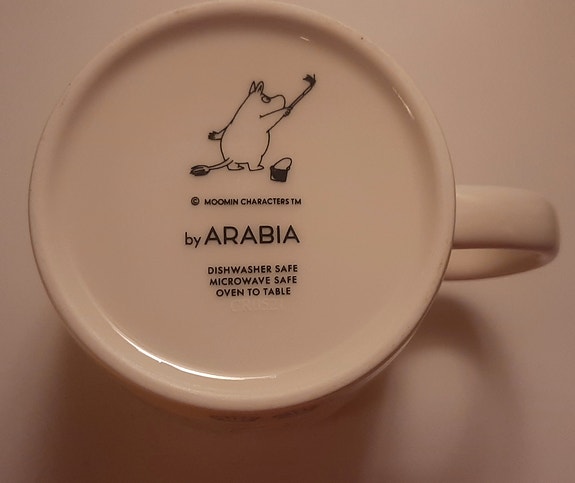 © MOOMIN CHARACTERS TM
by ARABIA
DISHWASHER SAFE
MICROWAVE SAFE
OVEN TO TABLE